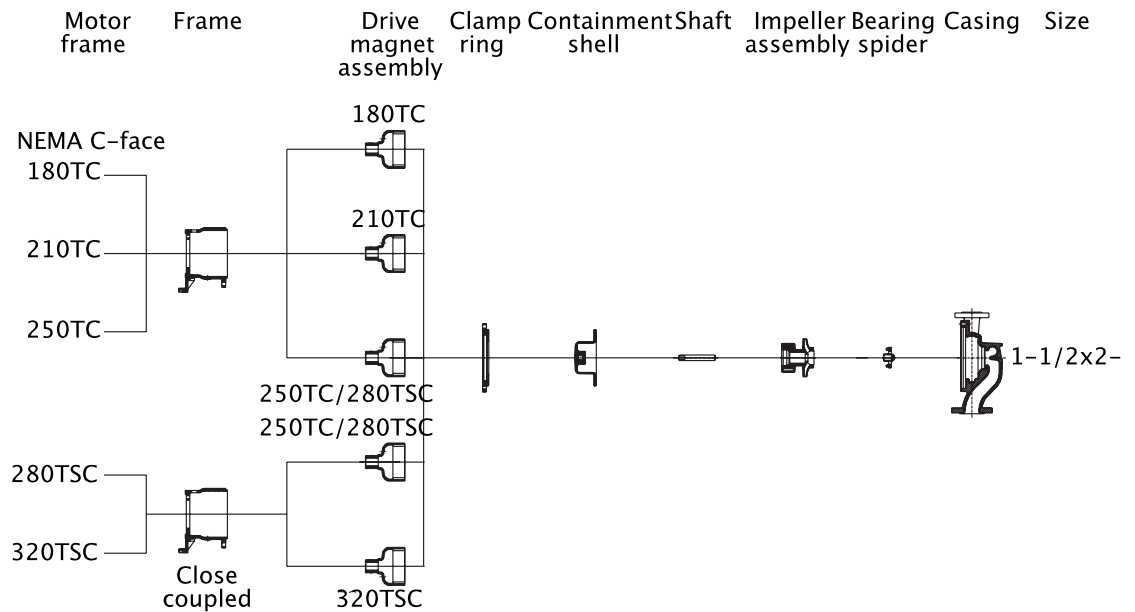 Motor frame
Frame
Drive magnet assembly
Clamp ring
Containment shell
Shaft
Impeller assembly
Bearing spider
Casing
Size
180TC
NEMA C-face
180TC
210TC
210TC
250TC
1-1/2x2-
250TC/280TSC
250TC/280TSC
280TSC
320TSC
Close coupled
320TSC